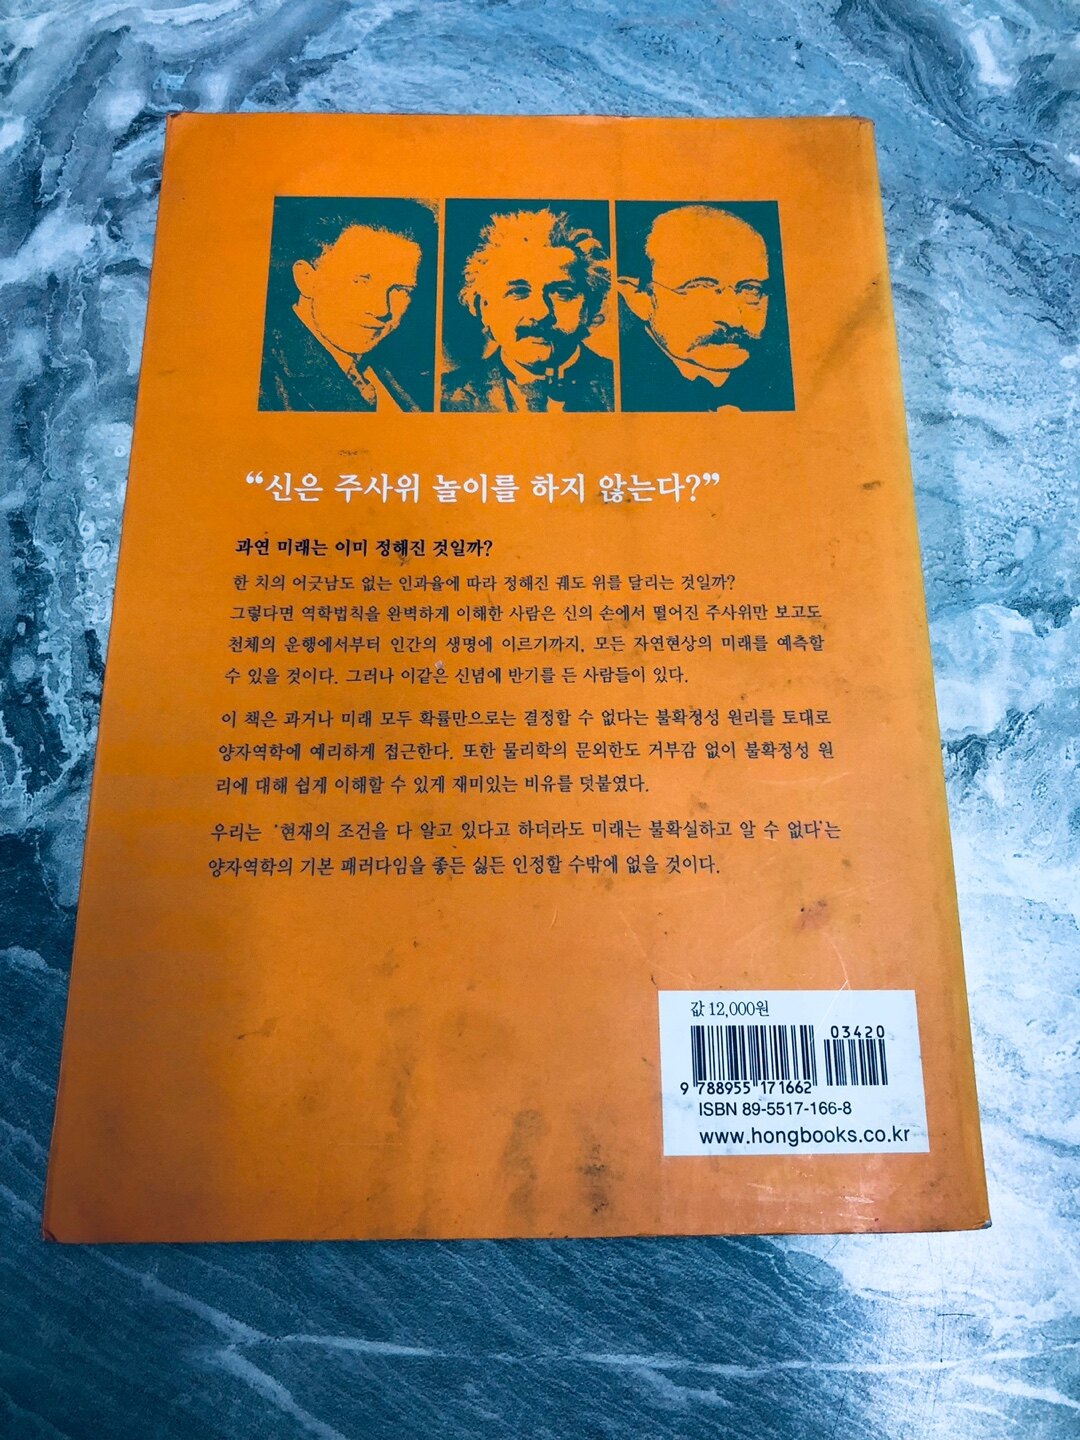 “신은 주사위 놀이를 하지 않는다?”
과연 미래는 이미 정해진 것일까?
한 치의 어긋남도 없는 인과율에 따라 정해진 궤도 위를 달리는 것일까?
그렇다면 역학법칙을 완벽하게 이해한 사람은 신의 손에서 떨어진 주사위만 보고도
천체의 운행에서부터 인간의 생명에 이르기까지, 모든 자연현상의 미래를 예측할
수 있을 것이다. 그러나 이같은 신념에 반기를 든 사람들이 있다.
이 책은 과거나 미래 모두 확률만으로는 결정할 수 없다는 불확정성 원리를 토대로
양자역학에 예리하게 접근한다. 또한 물리학의 문외한도 거부감 없이 불확정성 원
리에 대해 쉽게 이해할 수 있게 재미있는 비유를 덧붙였다.
우리는 '현재의 조건을 다 알고 있다고 하더라도 미래는 불확실하고 알 수 없다'는
양자역학의 기본 패러다임을 좋든 싫든 인정할 수밖에 없을 것이다.
값 12,000원
03420
9 788955 171662
ISBN 89-5517-166-8
www.hongbooks.co.kr